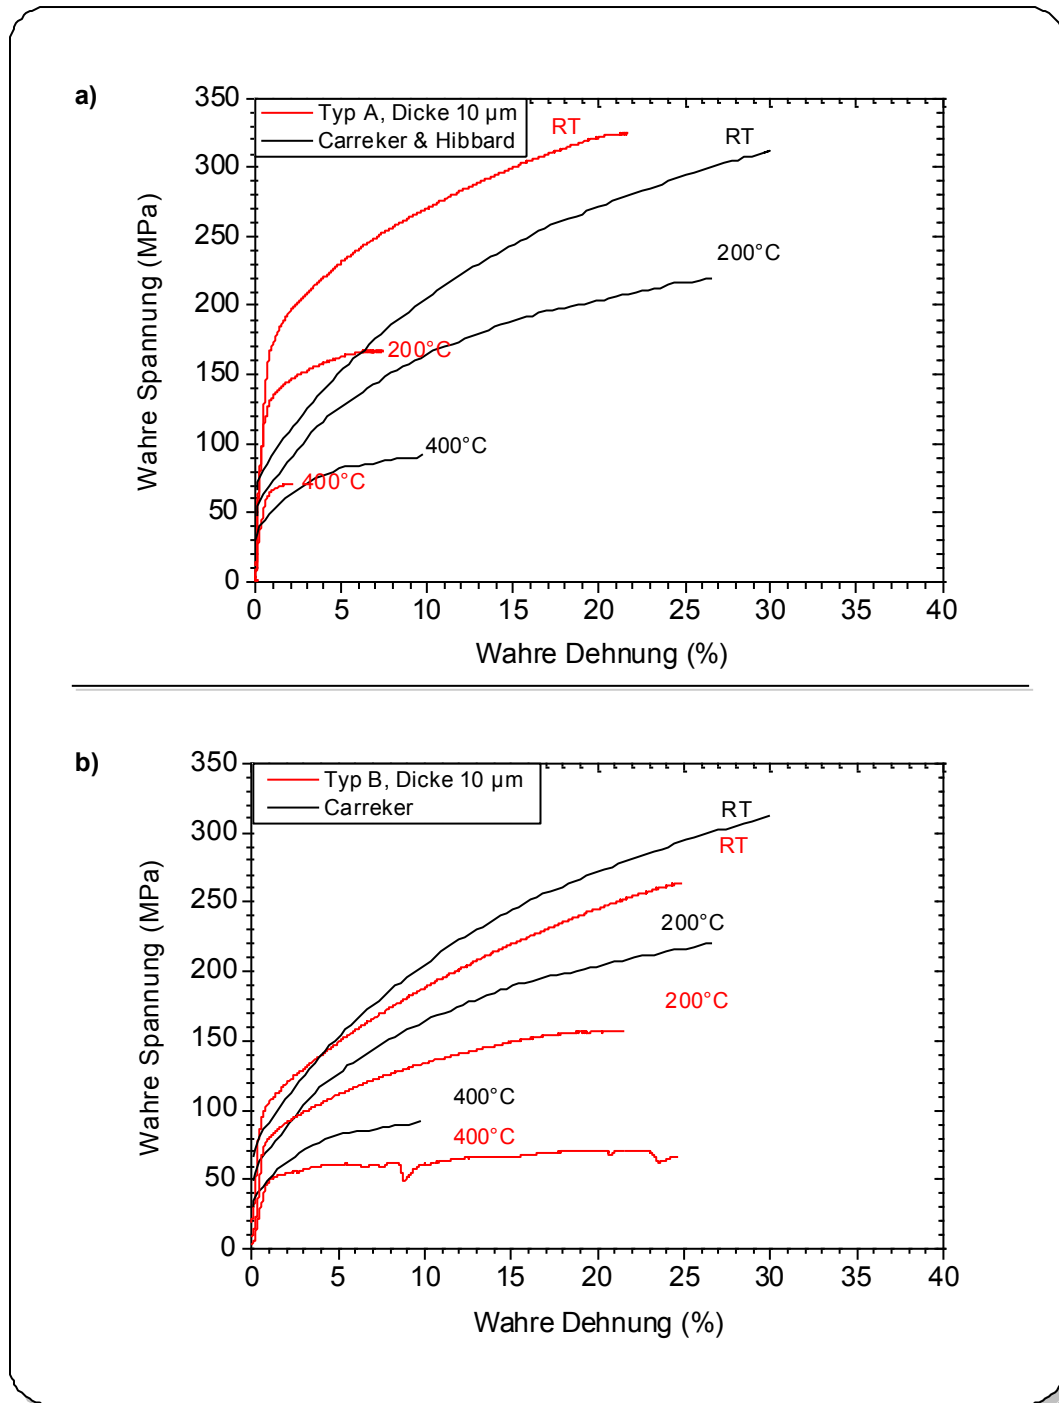 a)
350
300
250
200
150
100
50
0
Wahre Spannung (MPa)
Typ A, Dicke 10 µm
Carreker & Hibbard
RT
RT
200°C
200°C
400°C
400°C
0 5 10 15 20 25 30 35 40
Wahre Dehnung (%)
b)
350
300
250
200
150
100
50
0
Wahre Spannung (MPa)
Typ B, Dicke 10 µm
Carreker
RT
RT
200°C
200°C
400°C
400°C
0 5 10 15 20 25 30 35 40
Wahre Dehnung (%)